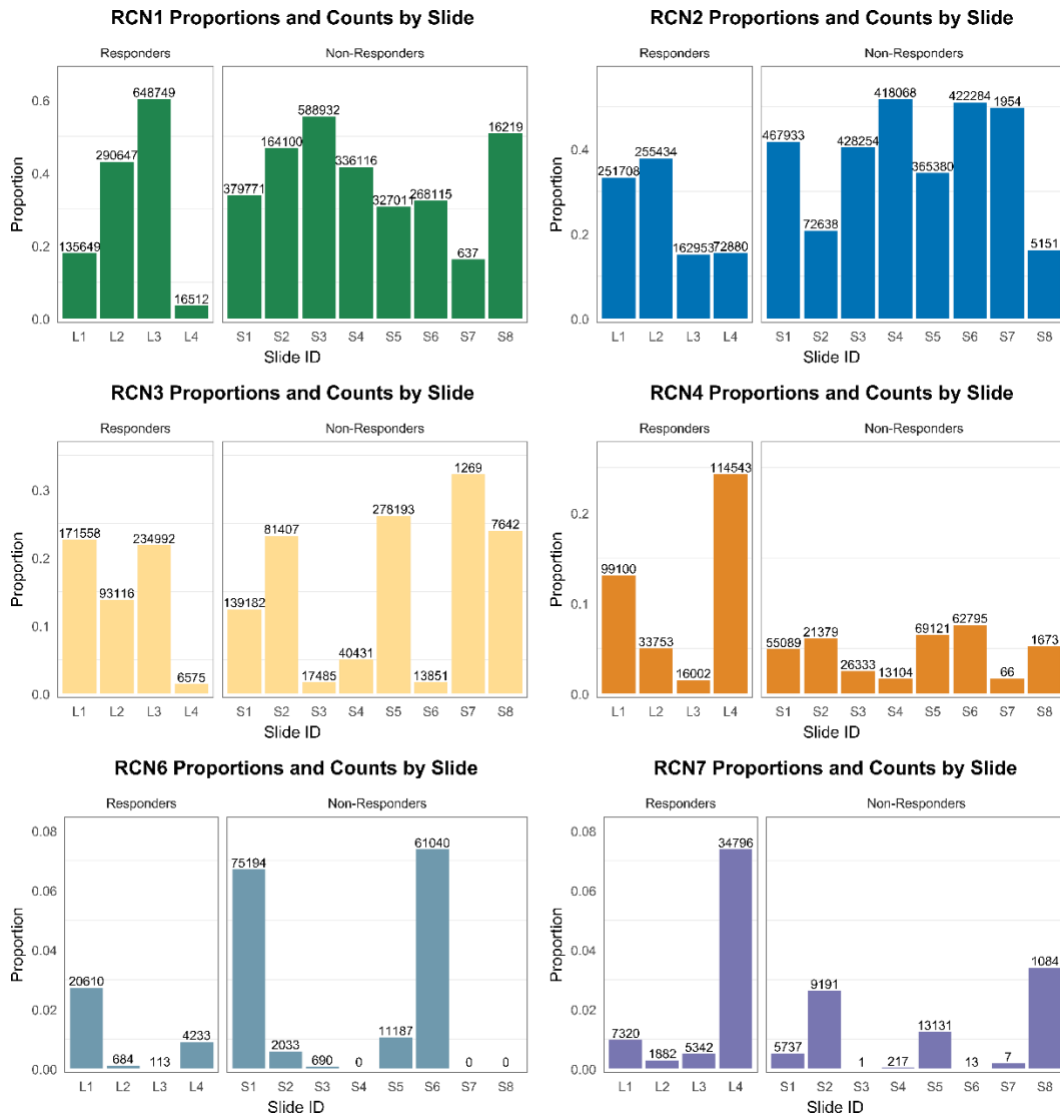 RCN1 Proportions and Counts by Slide
Responders Non-Responders
Proportion
0.6
0.4
0.2
0.0
135649 290647 648749 16512 379771 164100 588932 336116 327011 268115 637 16219
L1 L2 L3 L4 S1 S2 S3 S4 S5 S6 S7 S8
Slide ID
RCN2 Proportions and Counts by Slide
Responders Non-Responders
Proportion
0.4
0.2
0.0
251708 255434 162953 72880 467933 72638 428254 418068 365380 422284 1954 5151
L1 L2 L3 L4 S1 S2 S3 S4 S5 S6 S7 S8
Slide ID
RCN3 Proportions and Counts by Slide
Responders Non-Responders
Proportion
0.3
0.2
0.1
0.0
171558 93116 234992 6575 139182 81407 17485 40431 278193 13851 1269 7642
L1 L2 L3 L4 S1 S2 S3 S4 S5 S6 S7 S8
Slide ID
RCN4 Proportions and Counts by Slide
Responders Non-Responders
Proportion
0.2
0.1
0.0
99100 33753 16002 114543 55089 21379 26333 13104 69121 62795 66 1673
L1 L2 L3 L4 S1 S2 S3 S4 S5 S6 S7 S8
Slide ID
RCN6 Proportions and Counts by Slide
Responders Non-Responders
Proportion
0.08
0.06
0.04
0.02
0.00
20610 684 113 4233 75194 2033 690 0 11187 61040 0 0
L1 L2 L3 L4 S1 S2 S3 S4 S5 S6 S7 S8
Slide ID
RCN7 Proportions and Counts by Slide
Responders Non-Responders
Proportion
0.08
0.06
0.04
0.02
0.00
7320 1882 5342 34796 5737 9191 1 217 13131 13 7 1084
L1 L2 L3 L4 S1 S2 S3 S4 S5 S6 S7 S8
Slide ID